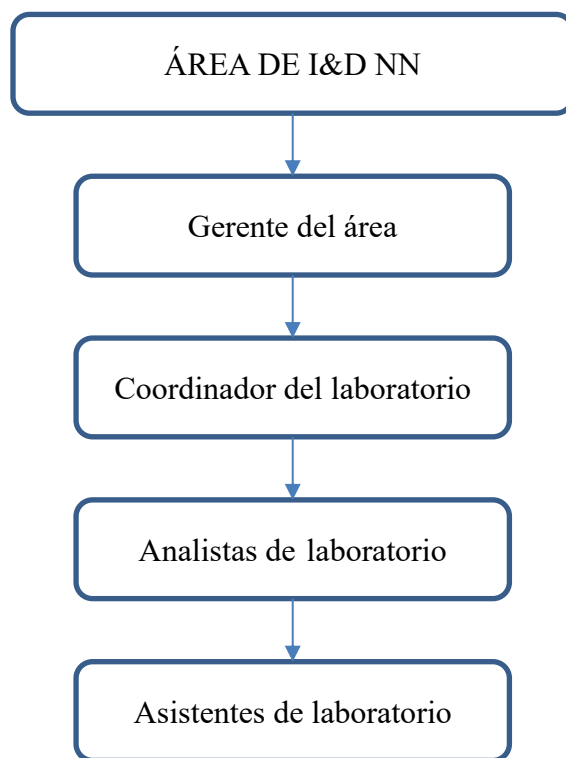 ÁREA DE I&D NN
Gerente del área
Coordinador del laboratorio
Analistas de laboratorio
Asistentes de laboratorio